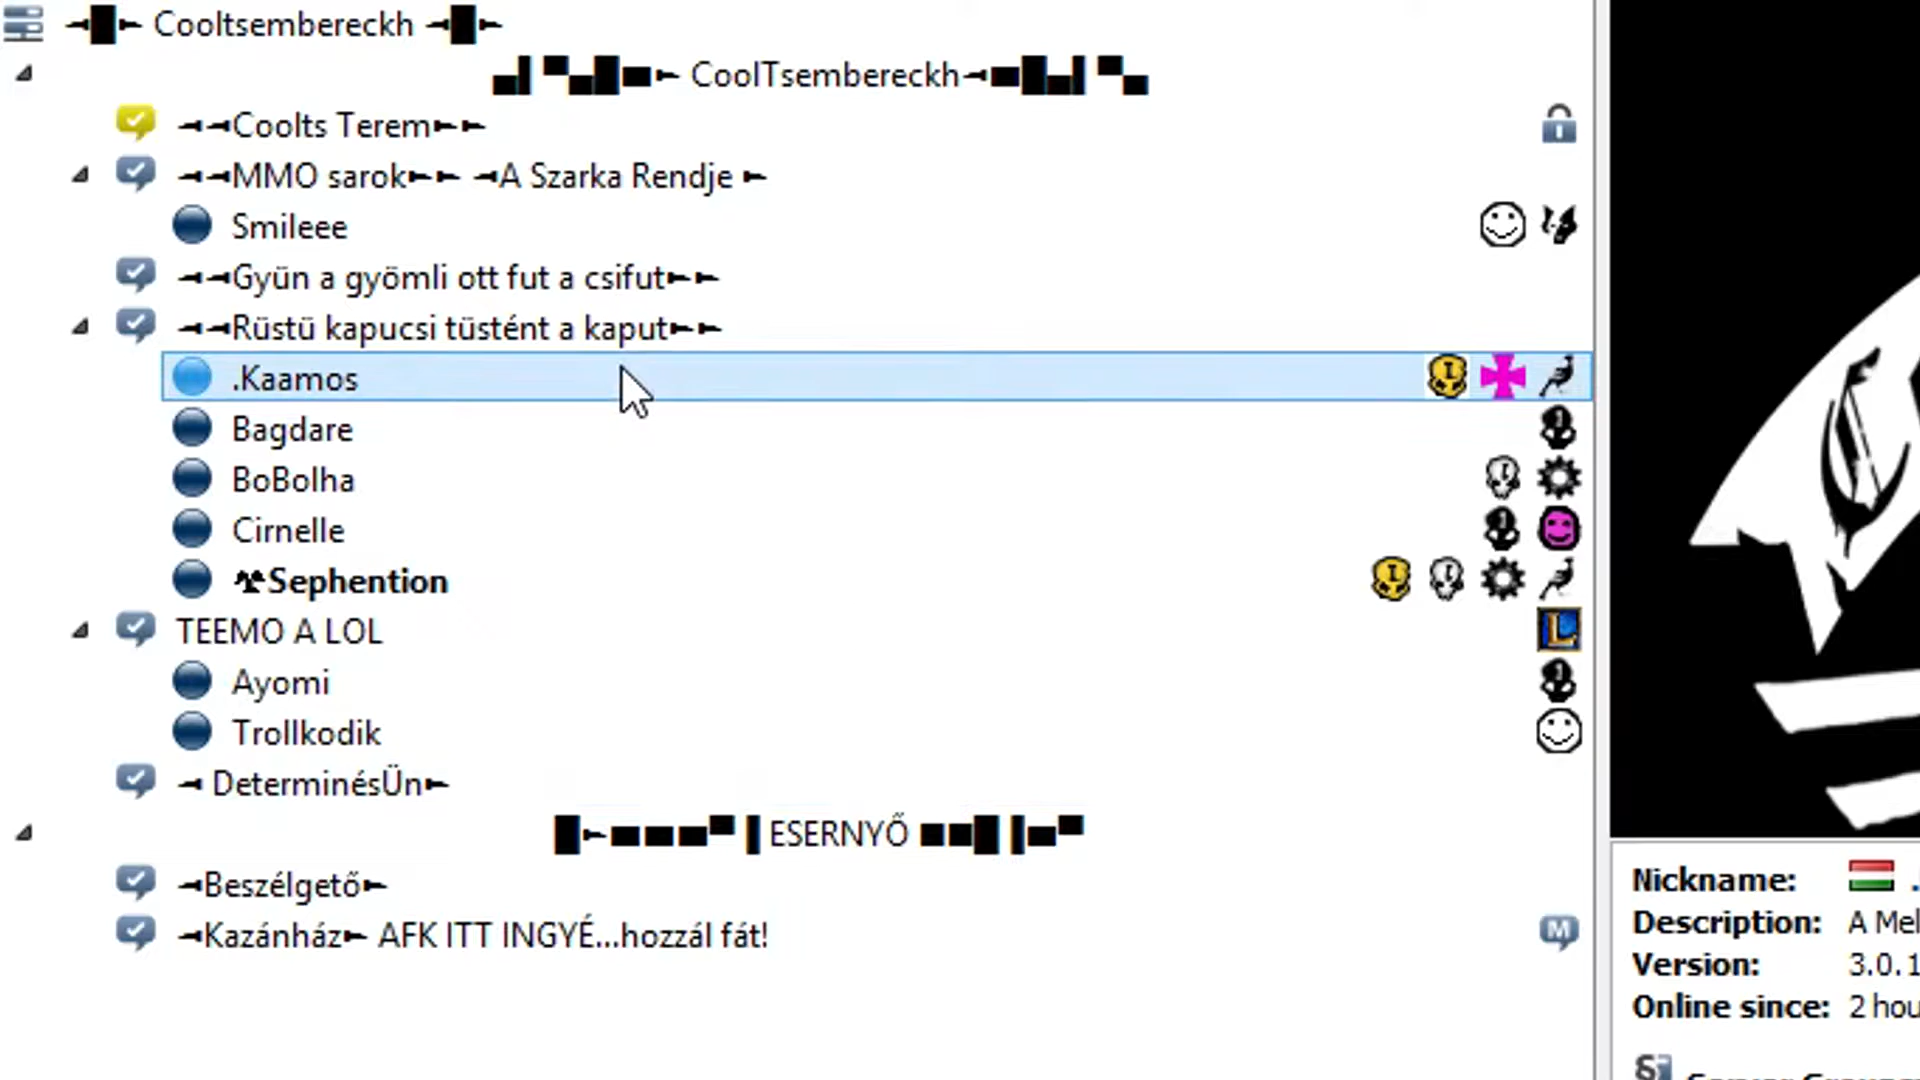 Cooltsembereckh
CoolTsembereckh
Coolts Terem
MMO sarok A Szarka Rendje
Smileee
Gyün a gyömli ott fut a csifut
Rüstü kapucsi tüstént a kaput
.Kaamos
Bagdare
BoBolha
Cirnelle
Sephention
TEEMO A LOL
Ayomi
Trollkodik
DeterminésÜn
ESERNYŐ
Beszélgető
Kazánház AFK ITT INGYÉ...hozzál fát!
M
Nickname:
Description: A Mel
Version: 3.0.1
Online since: 2 hou